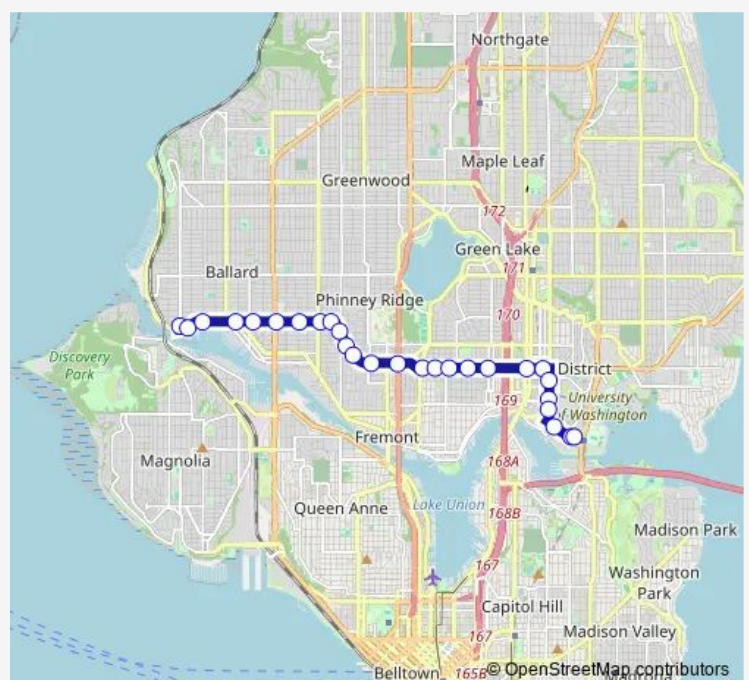 Northgate
Maple Leaf
Greenwood
172
Green Lake
171
Ballard
Phinney Ridge
170
Discovery
Park
District
169
University
of Washington
Fremont
Magnolia
168A
Lake Union
Queen Anne
168B
Madison Park
167
Washington
Park
Capitol Hill
Madison Valley
167
Belltown
165B
© OpenStreetMap contributors